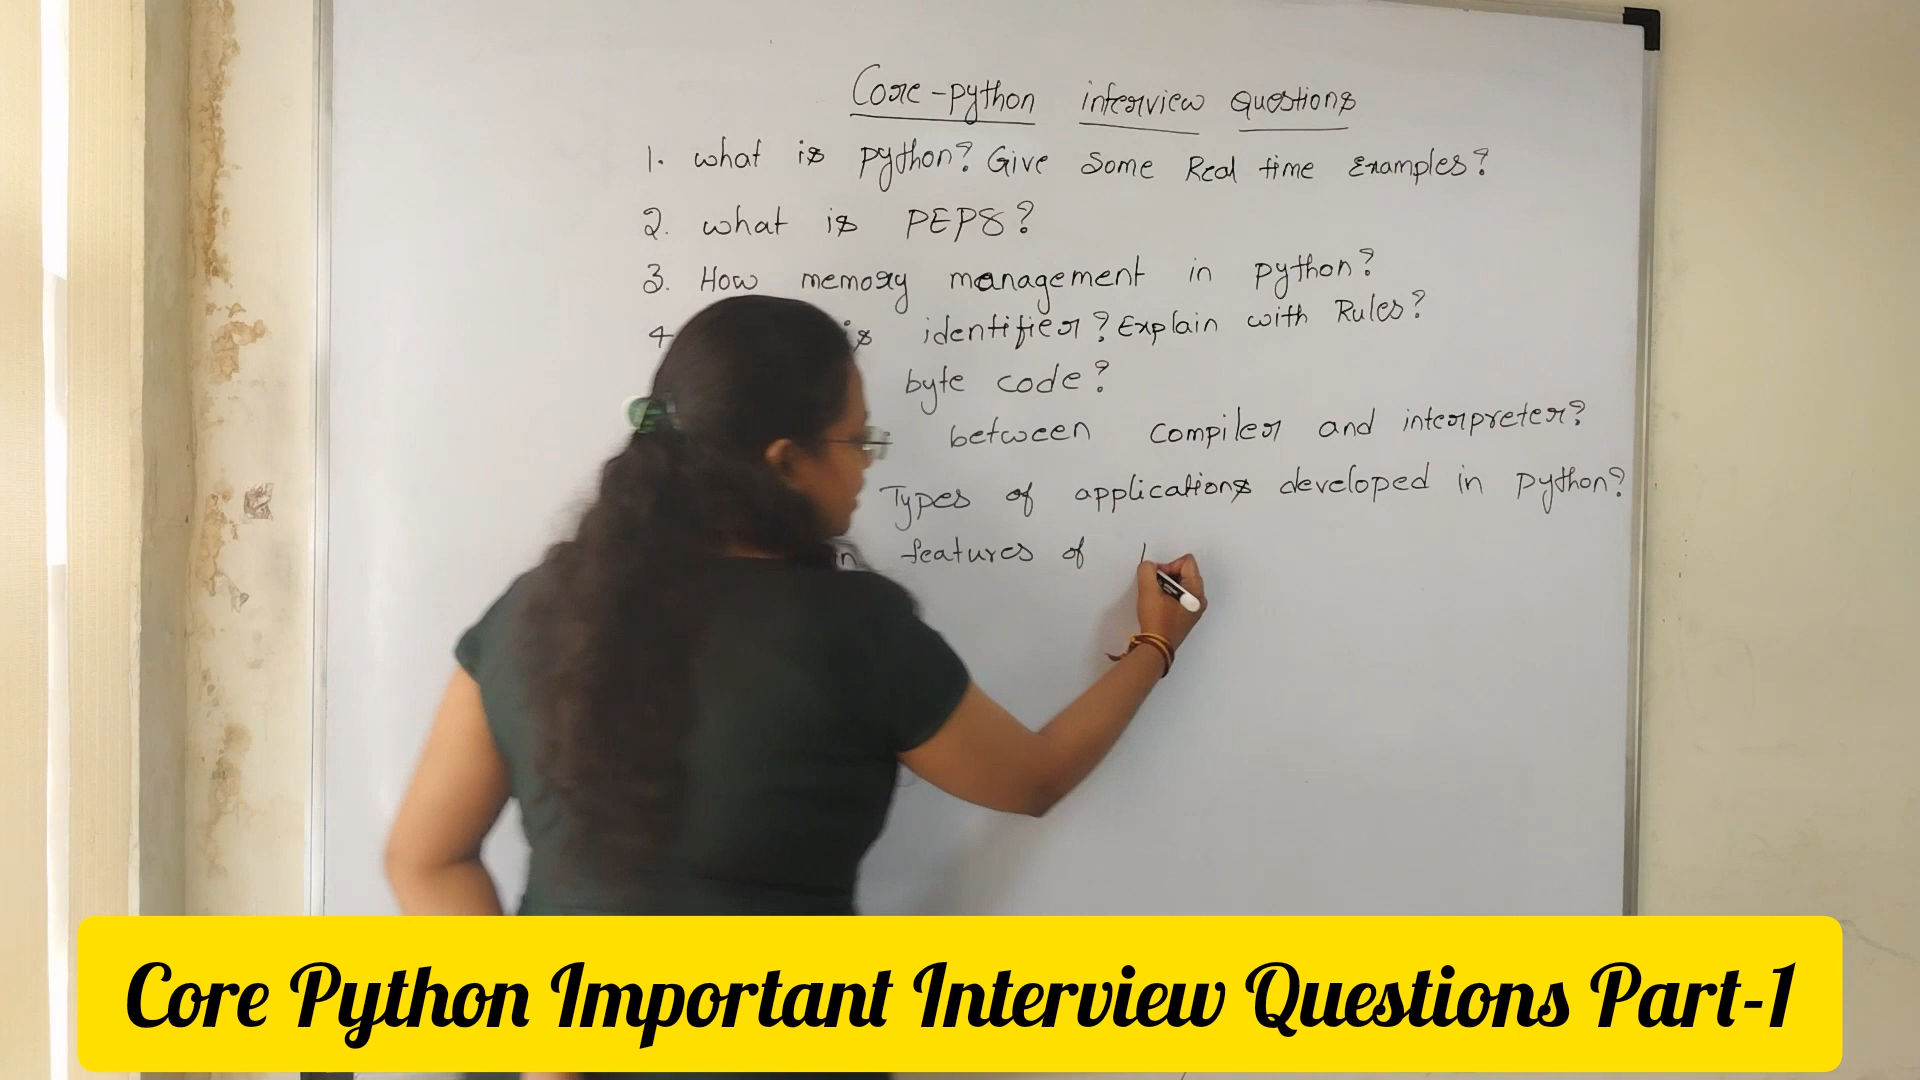 Core-python interview Questions
1. what is python? Give Some Real time Examples?
2. what is PEP8?
3. How memory management in python?
4 is identifier? Explain with Rules?
byte code?
between compiler and interpreter?
Types of applications developed in python?
in features of
Core Python Important Interview Questions Part-1